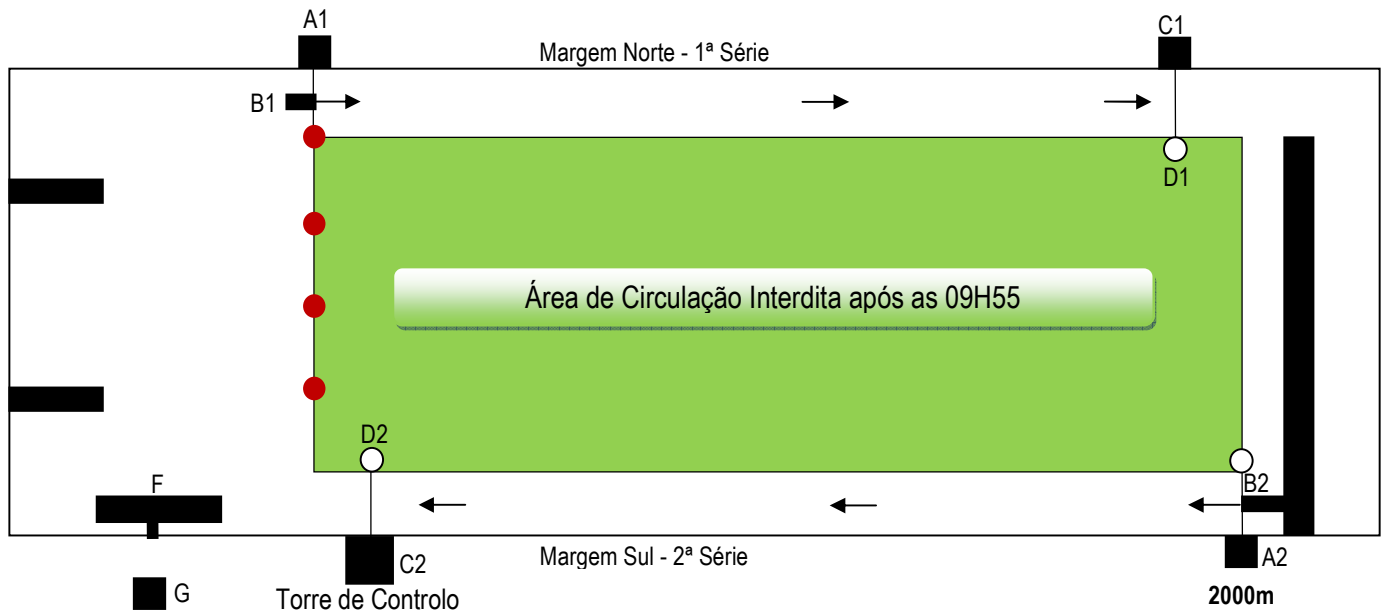 A1
C1
Margem Norte - 1ª Série
B1
D1
Área de Circulação Interdita após as 09H55
D2
F
B2
Margem Sul - 2ª Série
C2
A2
G
Torre de Controlo
2000m